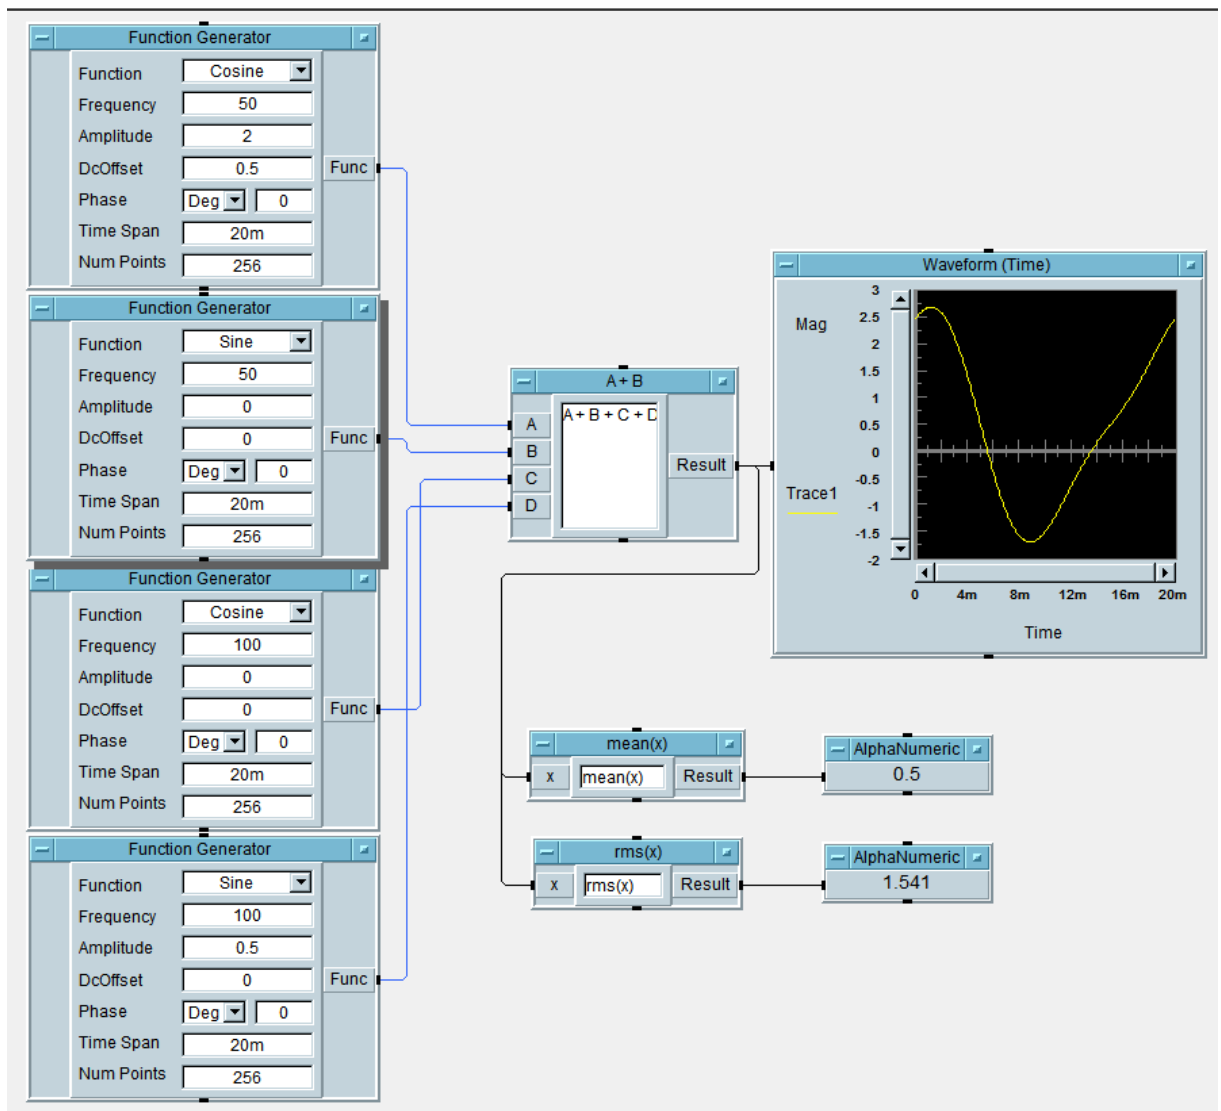 Function Generator
Function Cosine
Frequency 50
Amplitude 2
DcOffset 0.5 Func
Phase Deg 0
Time Span 20m
Num Points 256
Function Generator
Function Sine
Frequency 50
Amplitude 0
DcOffset 0 Func
Phase Deg 0
Time Span 20m
Num Points 256
Function Generator
Function Cosine
Frequency 100
Amplitude 0
DcOffset 0 Func
Phase Deg 0
Time Span 20m
Num Points 256
Function Generator
Function Sine
Frequency 100
Amplitude 0.5
DcOffset 0 Func
Phase Deg 0
Time Span 20m
Num Points 256
A + B
A
B
C
D
A + B + C + D
Result
Waveform (Time)
Mag
Trace1
3
2.5
2
1.5
1
0.5
0
-0.5
-1
-1.5
-2
0 4m 8m 12m 16m 20m
Time
mean(x)
x mean(x) Result
AlphaNumeric
0.5
rms(x)
x rms(x) Result
AlphaNumeric
1.541